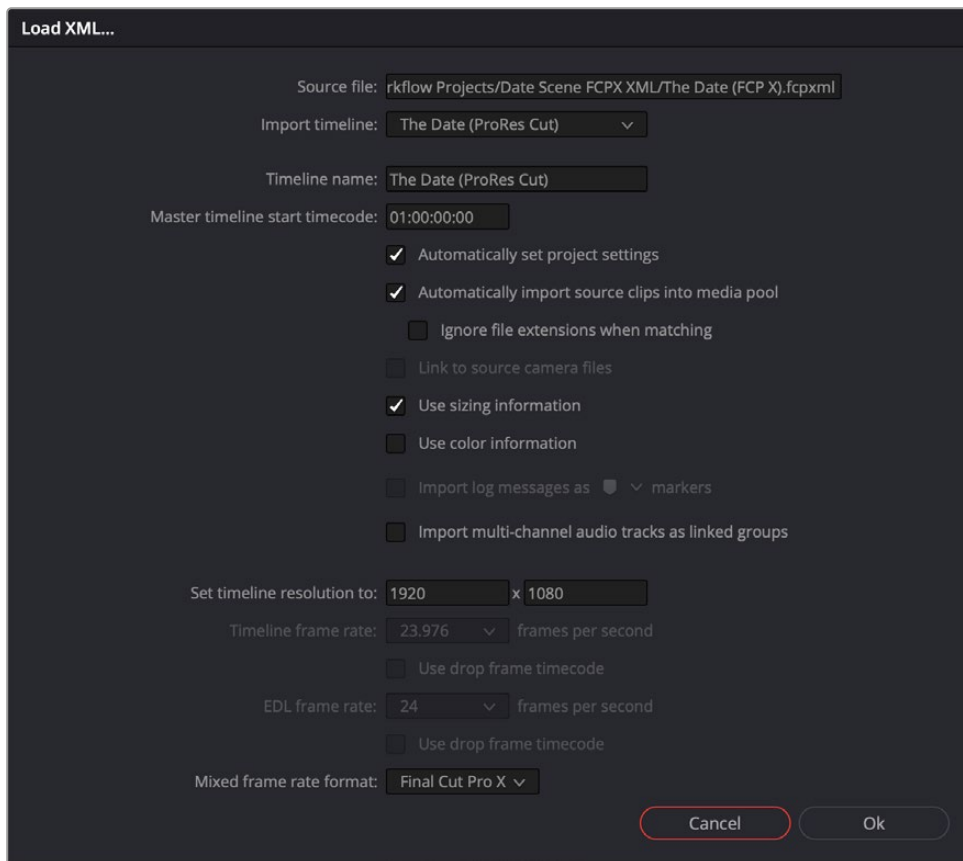 Load XML...
Source file: rkflow Projects/Date Scene FCPX XML/The Date (FCP X).fcpxml
Import timeline: The Date (ProRes Cut)
Timeline name: The Date (ProRes Cut)
Master timeline start timecode: 01:00:00:00
Automatically set project settings
Automatically import source clips into media pool
Ignore file extensions when matching
Link to source camera files
Use sizing information
Use color information
Import log messages as markers
Import multi-channel audio tracks as linked groups
Set timeline resolution to: 1920 x 1080
Timeline frame rate: 23.976 frames per second
Use drop frame timecode
EDL frame rate: 24 frames per second
Use drop frame timecode
Mixed frame rate format: Final Cut Pro X
Cancel Ok